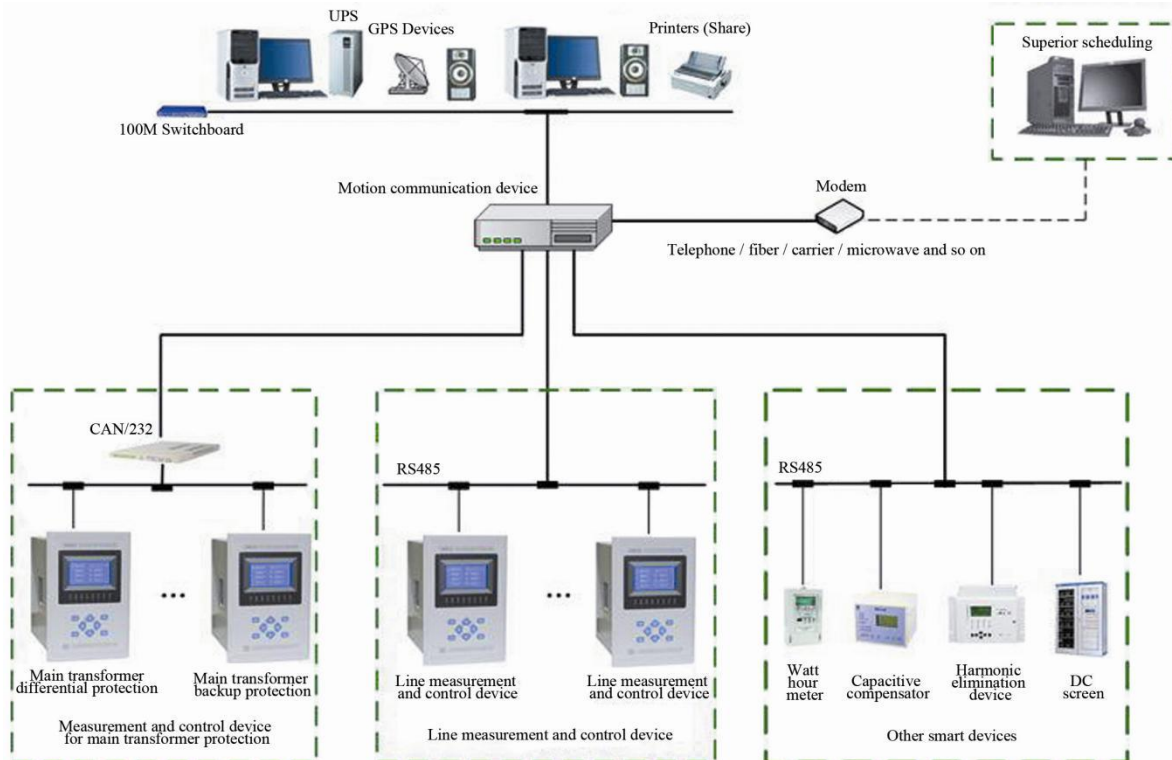 UPS
GPS Devices
Printers (Share)
Superior scheduling
100M Switchboard
Motion communication device
Modem
Telephone / fiber / carrier / microwave and so on
CAN/232
RS485
RS485
Main transformer
differential protection
Main transformer
backup protection
Measurement and control device
for main transformer protection
Line measurement
and control device
Line measurement
and control device
Line measurement and control device
Watt
hour
meter
Capacitive
compensator
Harmonic
elimination
device
DC
screen
Other smart devices